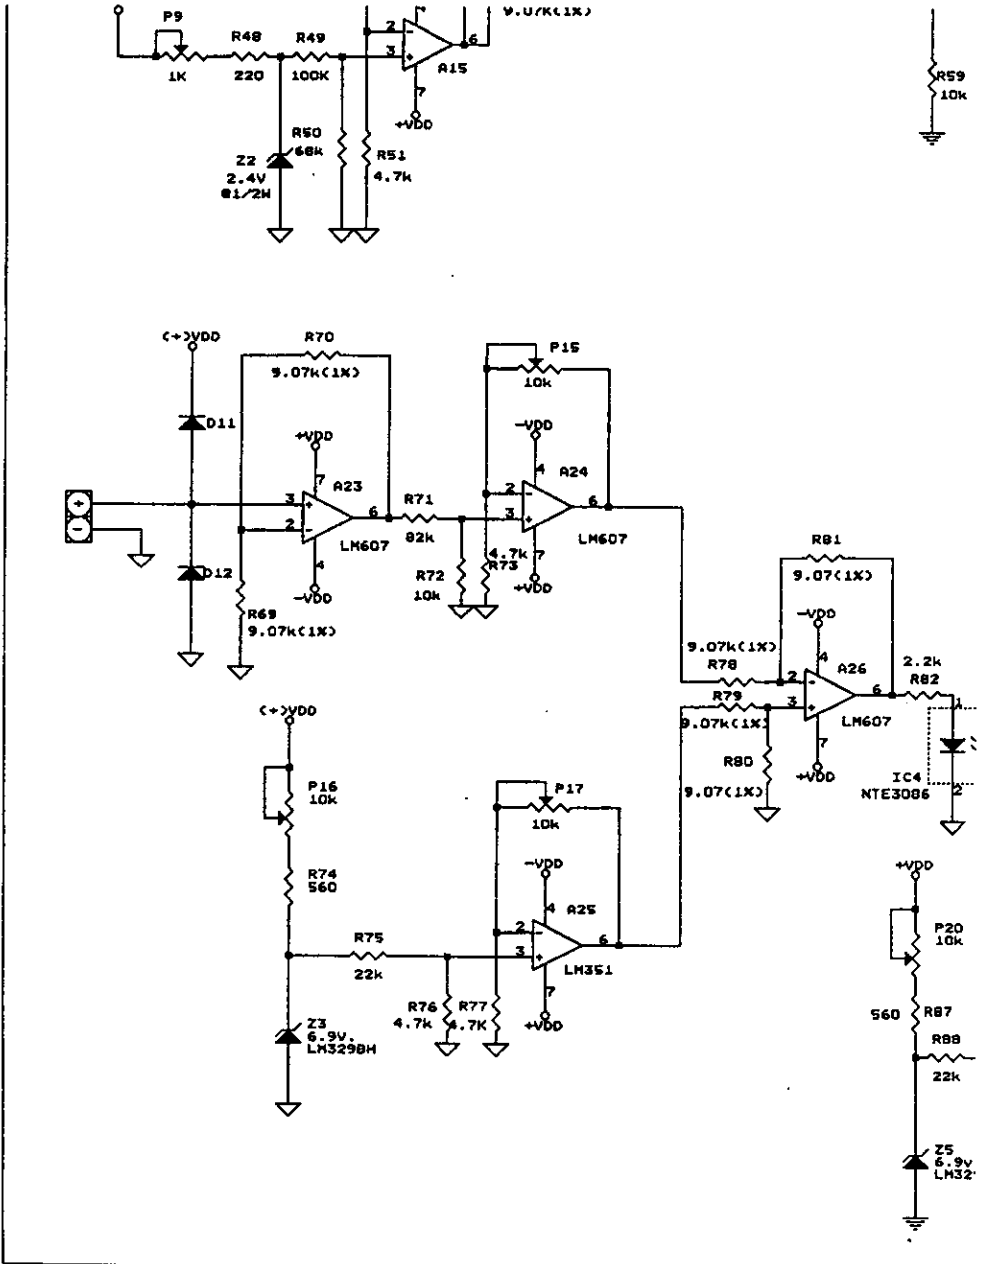 P9
1K
R48
220
R49
100K
9.07K(1%)
2
3
6
7
A15
+VDD
R50
68k
Z2
2.4V
@1/2W
R51
4.7k
R59
10k
(+)VDD
D11
D12
+
-
R70
9.07k(1%)
+VDD
7
A23
3
2
6
LM607
4
-VDD
R69
9.07k(1%)
R71
82k
R72
10k
4.7k
R73
P15
10k
-VDD
4
A24
2
3
6
7
LM607
+VDD
R81
9.07(1%)
-VDD
4
A26
9.07k(1%)
R78
R79
9.07k(1%)
2
3
6
7
LM607
+VDD
R80
9.07(1%)
2.2k
R82
1
IC4
NTE3086
2
(+)VDD
P16
10k
R74
560
R75
22k
Z3
6.9V.
LM329BH
R76
4.7k
R77
4.7K
P17
10k
-VDD
4
A25
2
3
6
7
LM351
+VDD
+VDD
P20
10k
560
R87
R88
22k
Z5
6.9V
LM32